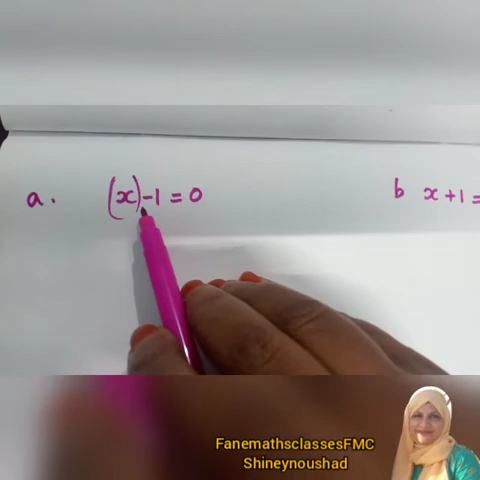 a. (x)-1=0 b x+1=
FanemathsclassesFMC
Shineynoushad